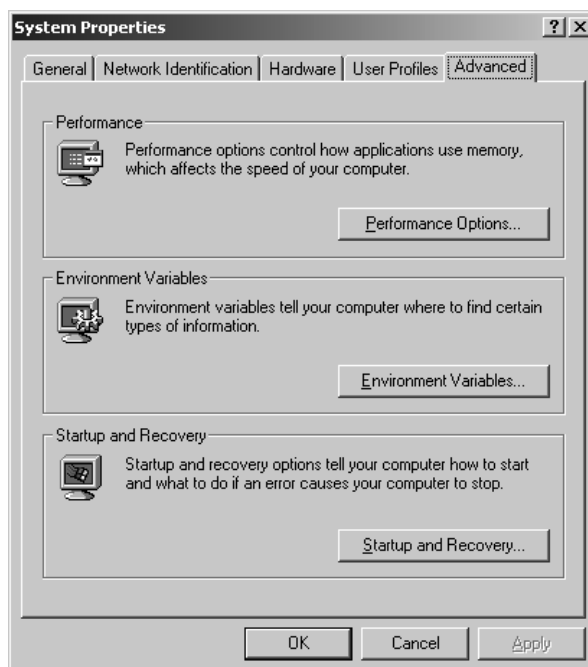 System Properties
General
Network Identification
Hardware
User Profiles
Advanced
Performance
Performance options control how applications use memory,
which affects the speed of your computer.
Performance Options...
Environment Variables
Environment variables tell your computer where to find certain
types of information.
Environment Variables...
Startup and Recovery
Startup and recovery options tell your computer how to start
and what to do if an error causes your computer to stop.
Startup and Recovery...
OK
Cancel
Apply